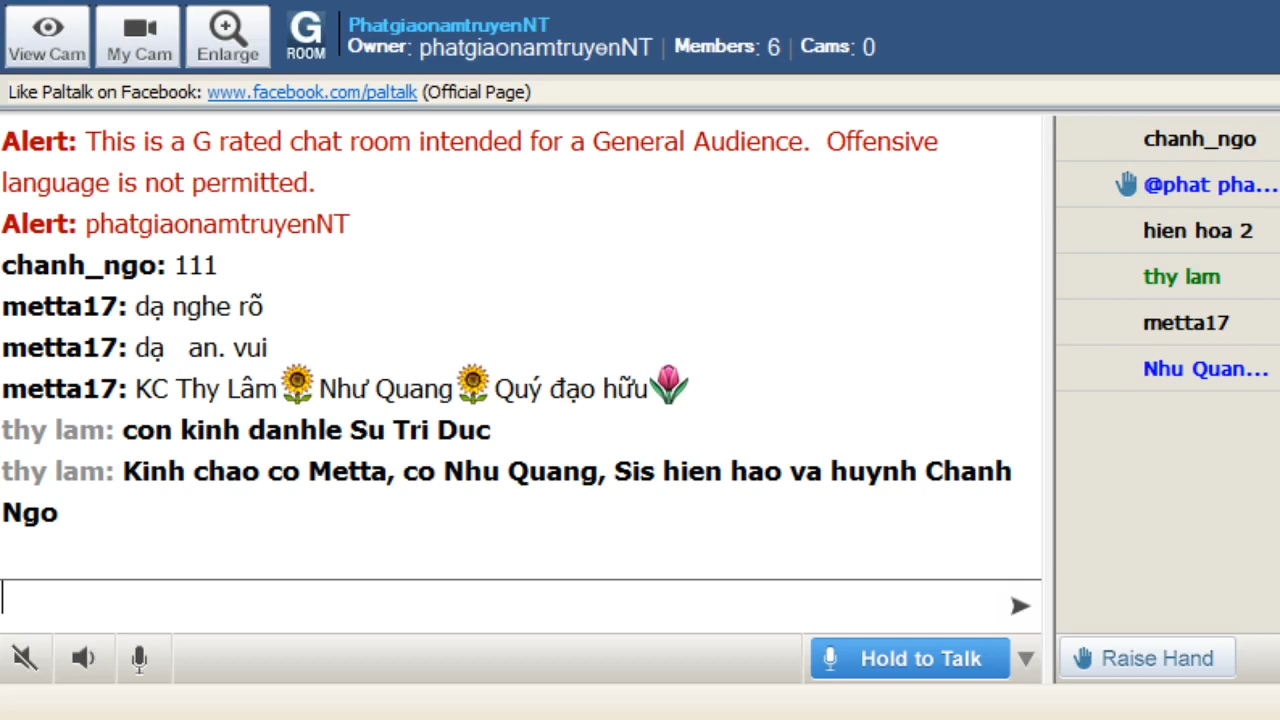 View Cam
My Cam
Enlarge
G
ROOM
PhatgiaonamtruyenNT
Owner: phatgiaonamtruyenNT | Members: 6 | Cams: 0
Like Paltalk on Facebook: www.facebook.com/paltalk (Official Page)
Alert: This is a G rated chat room intended for a General Audience. Offensive
language is not permitted.
Alert: phatgiaonamtruyenNT
chanh_ngo: 111
metta17: dạ nghe rõ
metta17: dạ an. vui
metta17: KC Thy Lâm Như Quang Quý đạo hữu
thy lam: con kinh danhle Su Tri Duc
thy lam: Kinh chao co Metta, co Nhu Quang, Sis hien hao va huynh Chanh
Ngo
chanh_ngo
@phat pha...
hien hoa 2
thy lam
metta17
Nhu Quan...
Hold to Talk
Raise Hand